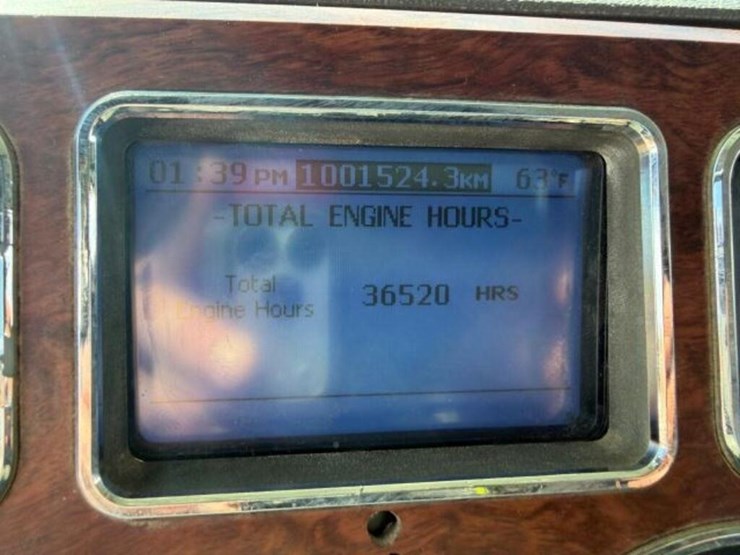 01:39 PM 1001524.3KM 63°F
-TOTAL ENGINE HOURS-
Total
Engine Hours 36520 HRS